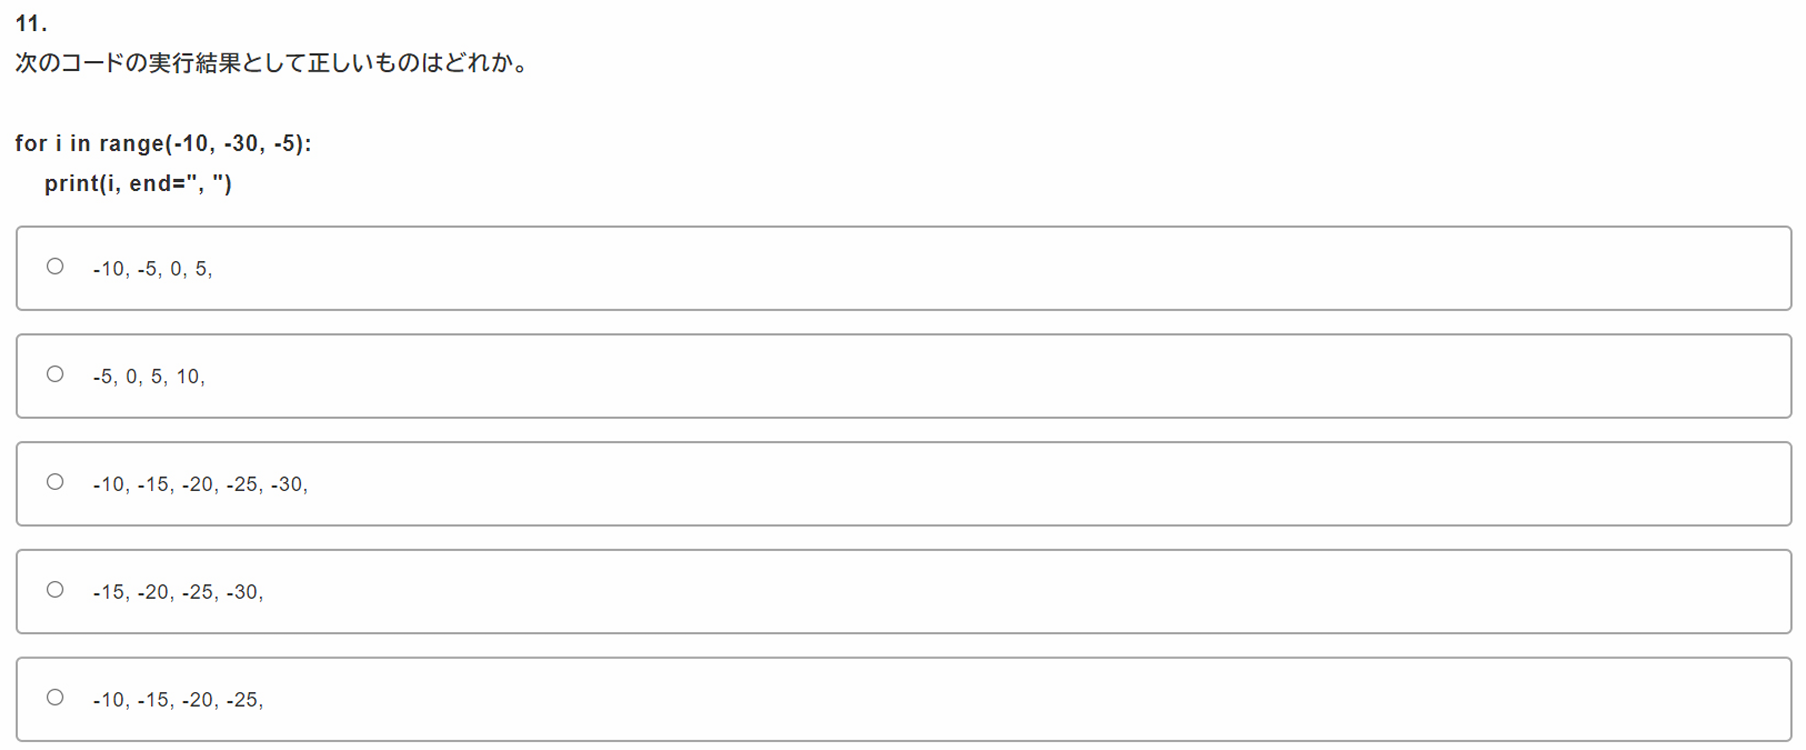 11.
次のコードの実行結果として正しいものはどれか。
for i in range(-10, -30, -5):
    print(i, end=", ")
-10, -5, 0, 5,
-5, 0, 5, 10,
-10, -15, -20, -25, -30,
-15, -20, -25, -30,
-10, -15, -20, -25,